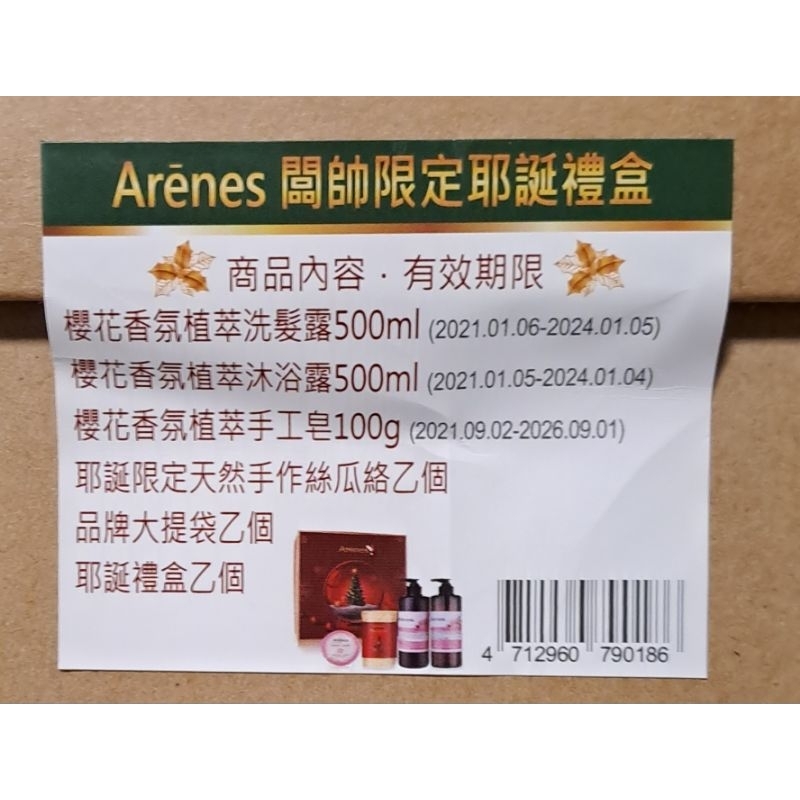 Arēnes 闆帥限定耶誕禮盒
商品內容．有效期限
櫻花香氛植萃洗髮露500ml (2021.01.06-2024.01.05)
櫻花香氛植萃沐浴露500ml (2021.01.05-2024.01.04)
櫻花香氛植萃手工皂100g (2021.09.02-2026.09.01)
耶誕限定天然手作絲瓜絡乙個
品牌大提袋乙個
耶誕禮盒乙個
Arēnes
4 712960 790186